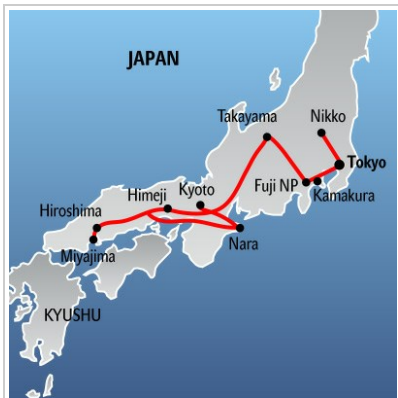 JAPAN
Takayama
Nikko
Tokyo
Fuji NP
Kamakura
Himeji
Kyoto
Hiroshima
Nara
Miyajima
KYUSHU